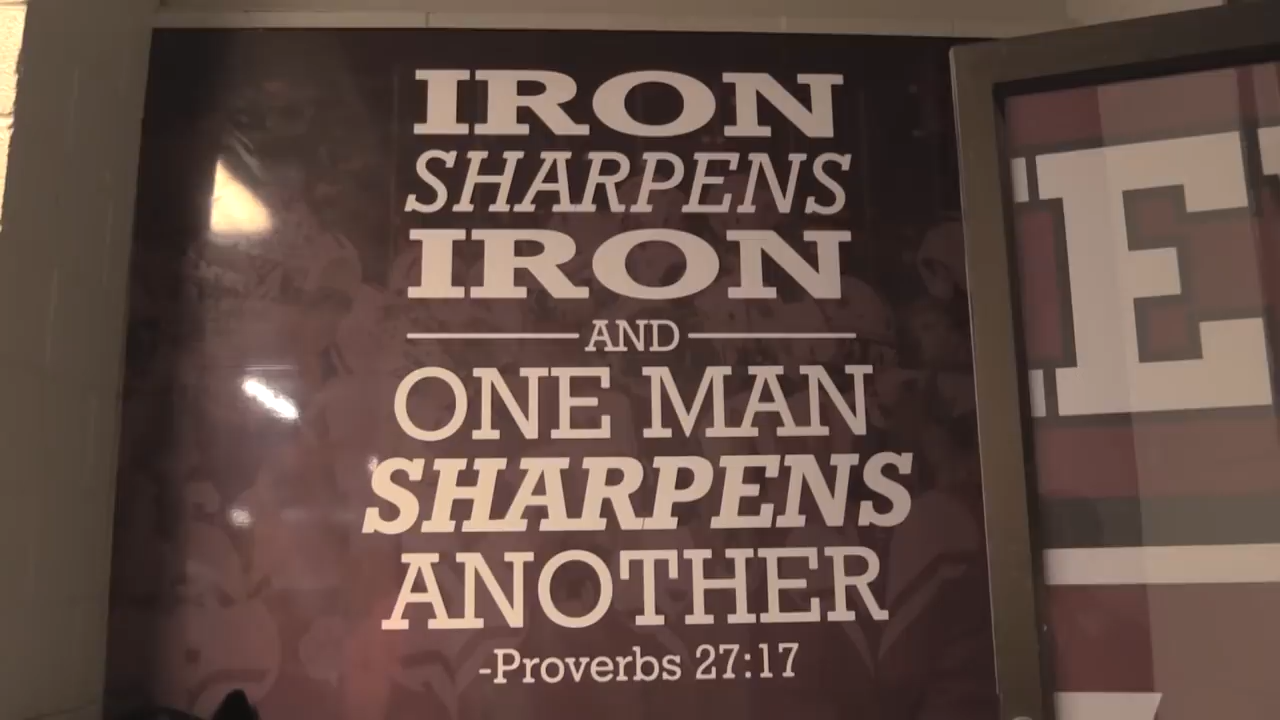 IRON
SHARPENS
IRON
AND
ONE MAN
SHARPENS
ANOTHER
-Proverbs 27:17
E